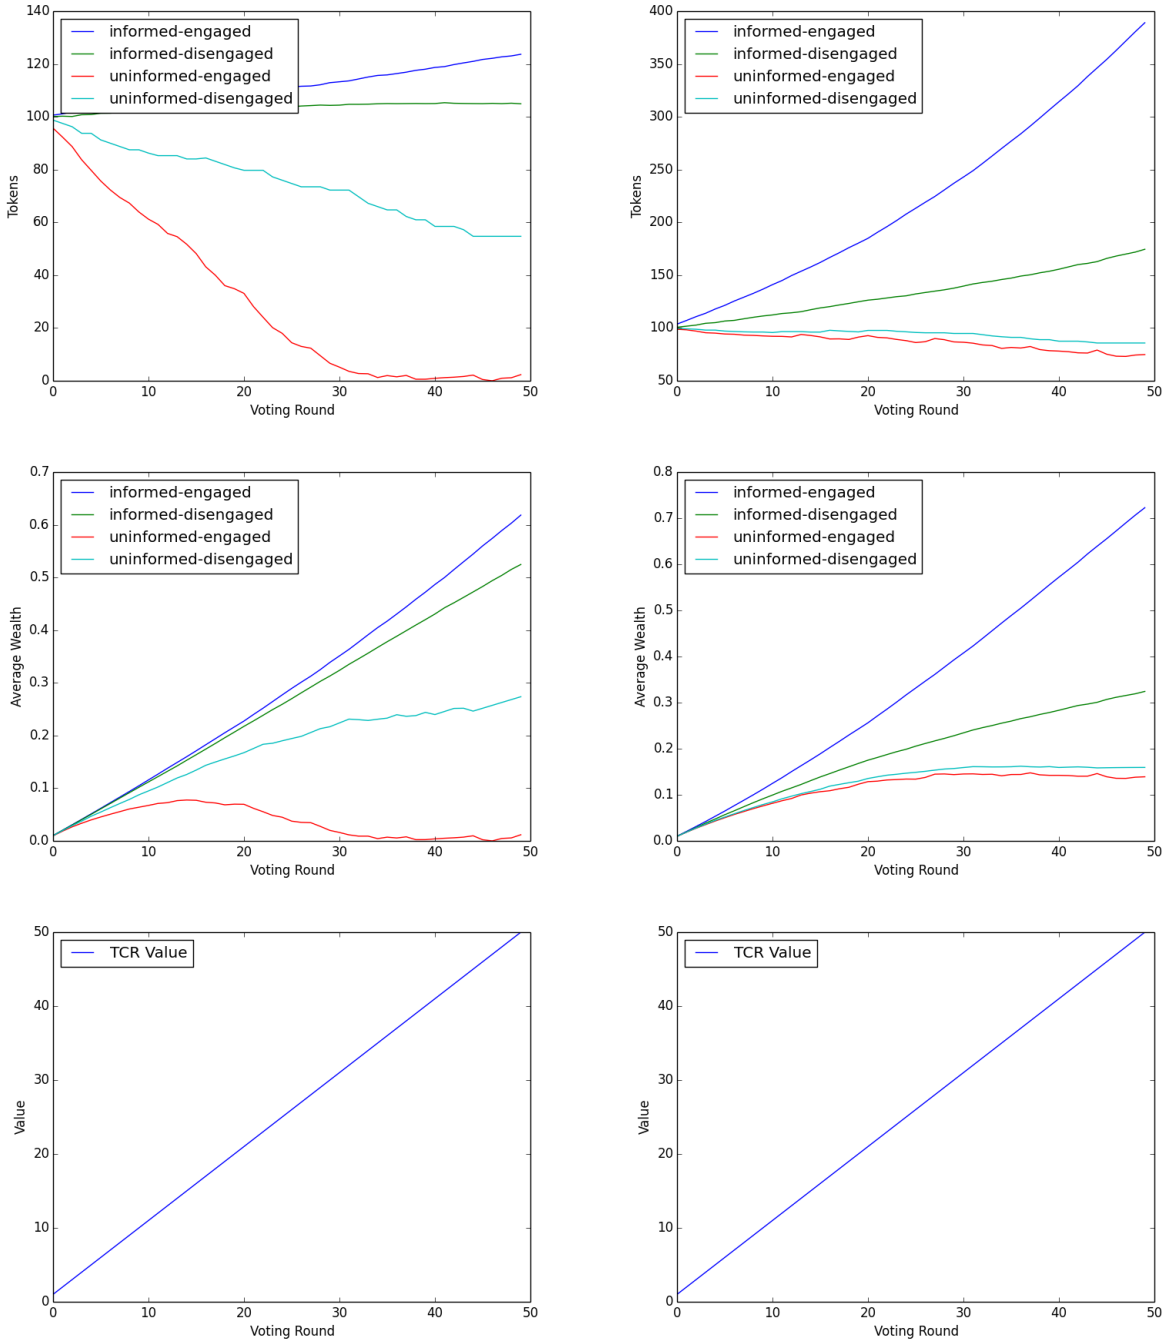 140
120
100
80
60
40
20
0
Tokens
informed-engaged
informed-disengaged
uninformed-engaged
uninformed-disengaged
0 10 20 30 40 50
Voting Round
400
350
300
250
200
150
100
50
Tokens
informed-engaged
informed-disengaged
uninformed-engaged
uninformed-disengaged
0 10 20 30 40 50
Voting Round
0.7
0.6
0.5
0.4
0.3
0.2
0.1
0.0
Average Wealth
informed-engaged
informed-disengaged
uninformed-engaged
uninformed-disengaged
0 10 20 30 40 50
Voting Round
0.8
0.7
0.6
0.5
0.4
0.3
0.2
0.1
0.0
Average Wealth
informed-engaged
informed-disengaged
uninformed-engaged
uninformed-disengaged
0 10 20 30 40 50
Voting Round
50
40
30
20
10
0
Value
TCR Value
0 10 20 30 40 50
Voting Round
50
40
30
20
10
0
Value
TCR Value
0 10 20 30 40 50
Voting Round